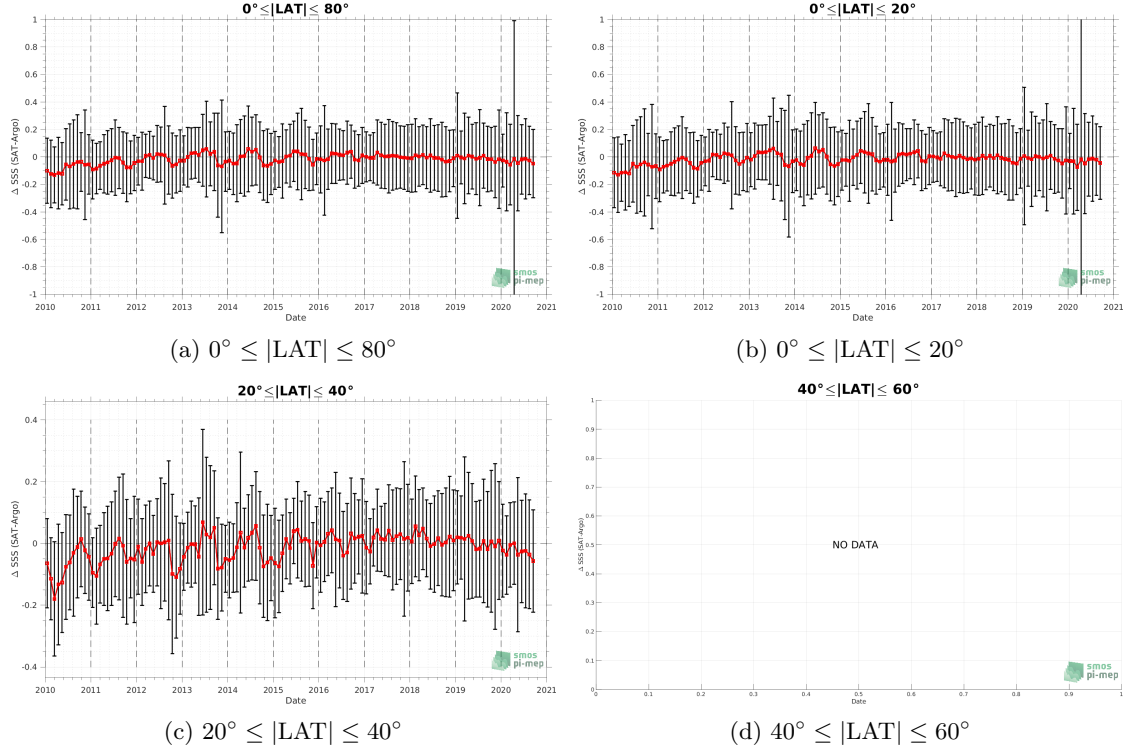 0°≤|LAT|≤ 80°
Δ SSS (SAT-Argo)
1
0.8
0.6
0.4
0.2
0
-0.2
-0.4
-0.6
-0.8
-1
2010 2011 2012 2013 2014 2015 2016 2017 2018 2019 2020 2021
Date
smos
pi-mep
(a) 0° ≤ |LAT| ≤ 80°
0°≤|LAT|≤ 20°
Δ SSS (SAT-Argo)
1
0.8
0.6
0.4
0.2
0
-0.2
-0.4
-0.6
-0.8
-1
2010 2011 2012 2013 2014 2015 2016 2017 2018 2019 2020 2021
Date
smos
pi-mep
(b) 0° ≤ |LAT| ≤ 20°
20°≤|LAT|≤ 40°
Δ SSS (SAT-Argo)
0.4
0.2
0
-0.2
-0.4
2010 2011 2012 2013 2014 2015 2016 2017 2018 2019 2020 2021
Date
smos
pi-mep
(c) 20° ≤ |LAT| ≤ 40°
40°≤|LAT|≤ 60°
Δ SSS (SAT-Argo)
1
0.9
0.8
0.7
0.6
0.5
0.4
0.3
0.2
0.1
0
NO DATA
0 0.1 0.2 0.3 0.4 0.5 0.6 0.7 0.8 0.9 1
Date
smos
pi-mep
(d) 40° ≤ |LAT| ≤ 60°